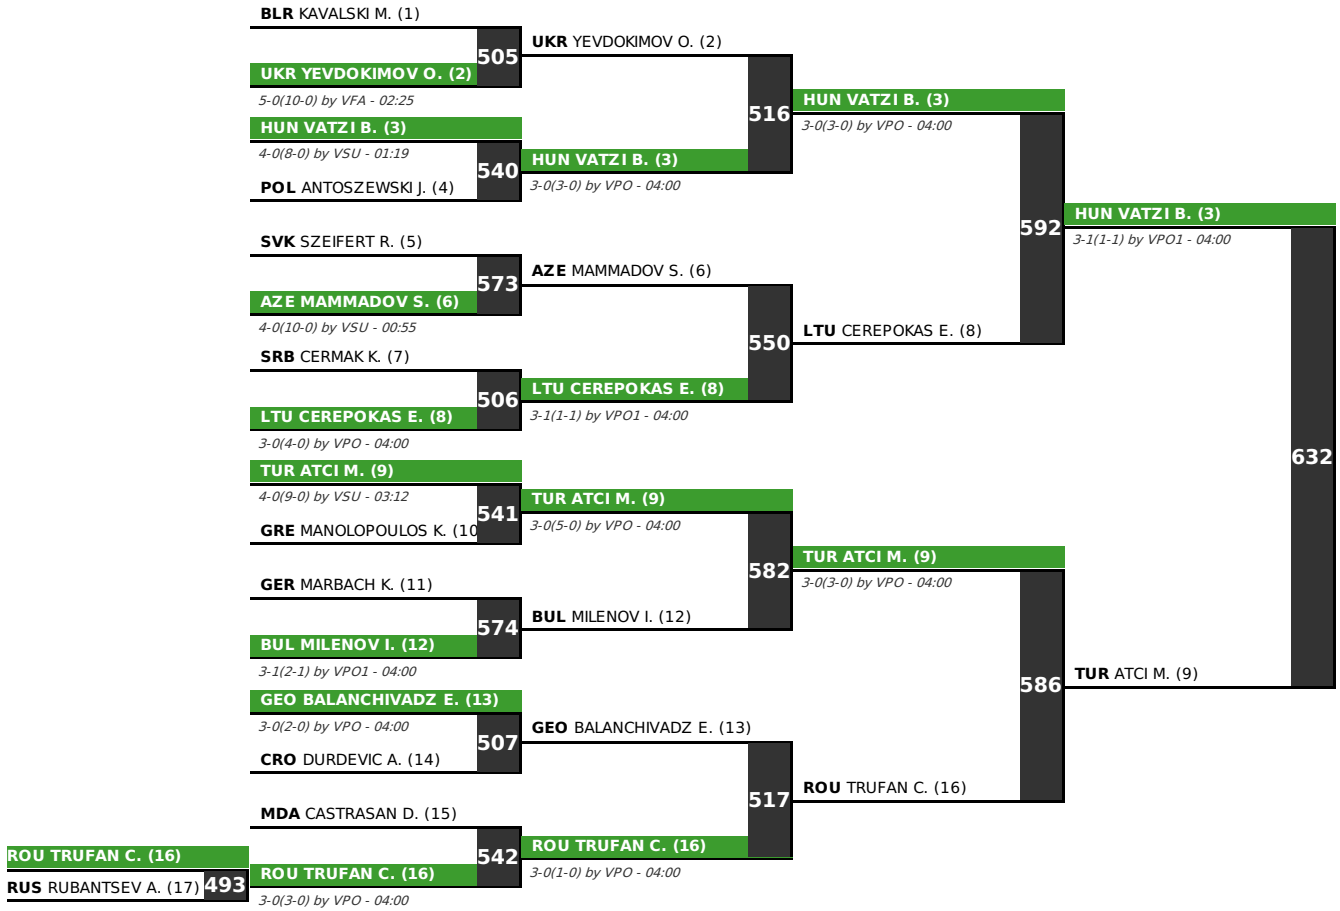 BLR KAVALSKI M. (1)
505
UKR YEVDOKIMOV O. (2)
5-0(10-0) by VFA - 02:25
HUN VATZI B. (3)
4-0(8-0) by VSU - 01:19
540
POL ANTOSZEWSKI J. (4)
SVK SZEIFERT R. (5)
573
AZE MAMMADOV S. (6)
4-0(10-0) by VSU - 00:55
SRB CERMAK K. (7)
506
LTU CEREPOKAS E. (8)
3-0(4-0) by VPO - 04:00
TUR ATCI M. (9)
4-0(9-0) by VSU - 03:12
541
GRE MANOLOPOULOS K. (10
GER MARBACH K. (11)
574
BUL MILENOV I. (12)
3-1(2-1) by VPO1 - 04:00
GEO BALANCHIVADZ E. (13)
3-0(2-0) by VPO - 04:00
507
CRO DURDEVIC A. (14)
MDA CASTRASAN D. (15)
542
ROU TRUFAN C. (16)
3-0(3-0) by VPO - 04:00
ROU TRUFAN C. (16)
RUS RUBANTSEV A. (17)
493
UKR YEVDOKIMOV O. (2)
516
HUN VATZI B. (3)
3-0(3-0) by VPO - 04:00
AZE MAMMADOV S. (6)
550
LTU CEREPOKAS E. (8)
3-1(1-1) by VPO1 - 04:00
TUR ATCI M. (9)
3-0(5-0) by VPO - 04:00
582
BUL MILENOV I. (12)
GEO BALANCHIVADZ E. (13)
517
ROU TRUFAN C. (16)
3-0(1-0) by VPO - 04:00
HUN VATZI B. (3)
3-0(3-0) by VPO - 04:00
592
LTU CEREPOKAS E. (8)
TUR ATCI M. (9)
3-0(3-0) by VPO - 04:00
586
ROU TRUFAN C. (16)
HUN VATZI B. (3)
3-1(1-1) by VPO1 - 04:00
632
TUR ATCI M. (9)